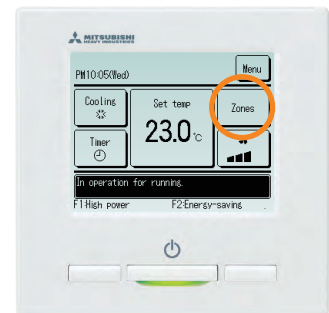 MITSUBISHI
HEAVY INDUSTRIES
PM10:05(Wed)
Menu
Cooling
Set temp
Zones
23.0℃
Timer
In operation for running.
F1:High power
F2:Energy-saving